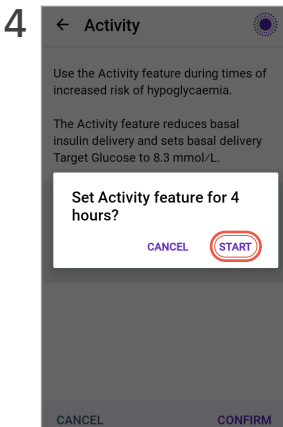 4
Activity
Use the Activity feature during times of
increased risk of hypoglycaemia.
The Activity feature reduces basal
insulin delivery and sets basal delivery
Target Glucose to 8.3 mmol/L.
Set Activity feature for 4
hours?
CANCEL START
CANCEL CONFIRM